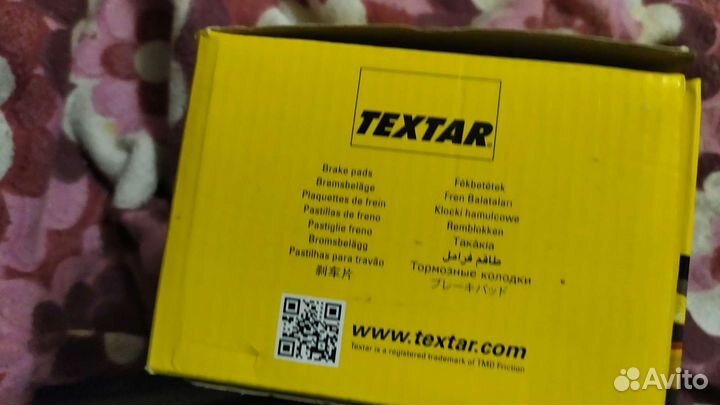 TEXTAR®
Brake pads
Bremsbeläge
Plaquettes de frein
Pastillas de freno
Pastiglie freno
Bromsbelägg
Pastilhas para travão
刹车片
Fékbetétek
Fren Balataları
Klocki hamulcowe
Remblokken
Τακάκια
طاقم فرامل
Тормозные колодки
ブレーキパッド
www.textar.com
Textar is a registered trademark of TMD Friction
Avito